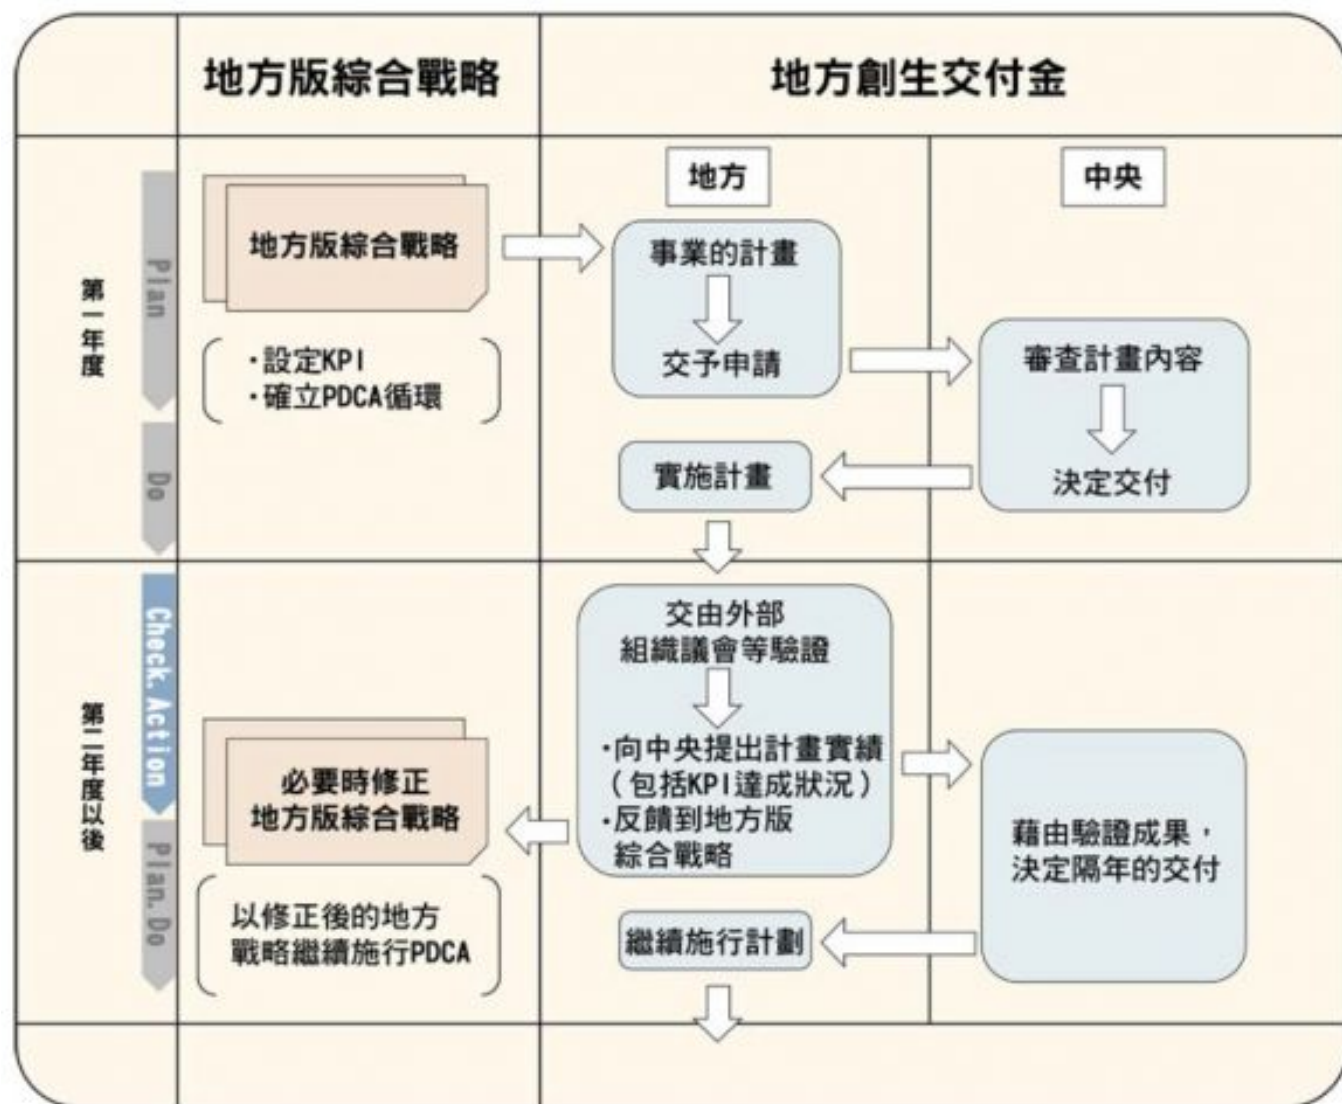 地方版綜合戰略
地方創生交付金
地方
中央
第一年度
Plan
Do
地方版綜合戰略
・設定KPI
・確立PDCA循環
事業的計畫
交予申請
審查計畫內容
決定交付
實施計畫
第二年度以後
Check. Action
Plan. Do
交由外部
組織議會等驗證
・向中央提出計畫實績
（包括KPI達成狀況）
・反饋到地方版
綜合戰略
必要時修正
地方版綜合戰略
以修正後的地方
戰略繼續施行PDCA
藉由驗證成果，
決定隔年的交付
繼續施行計劃